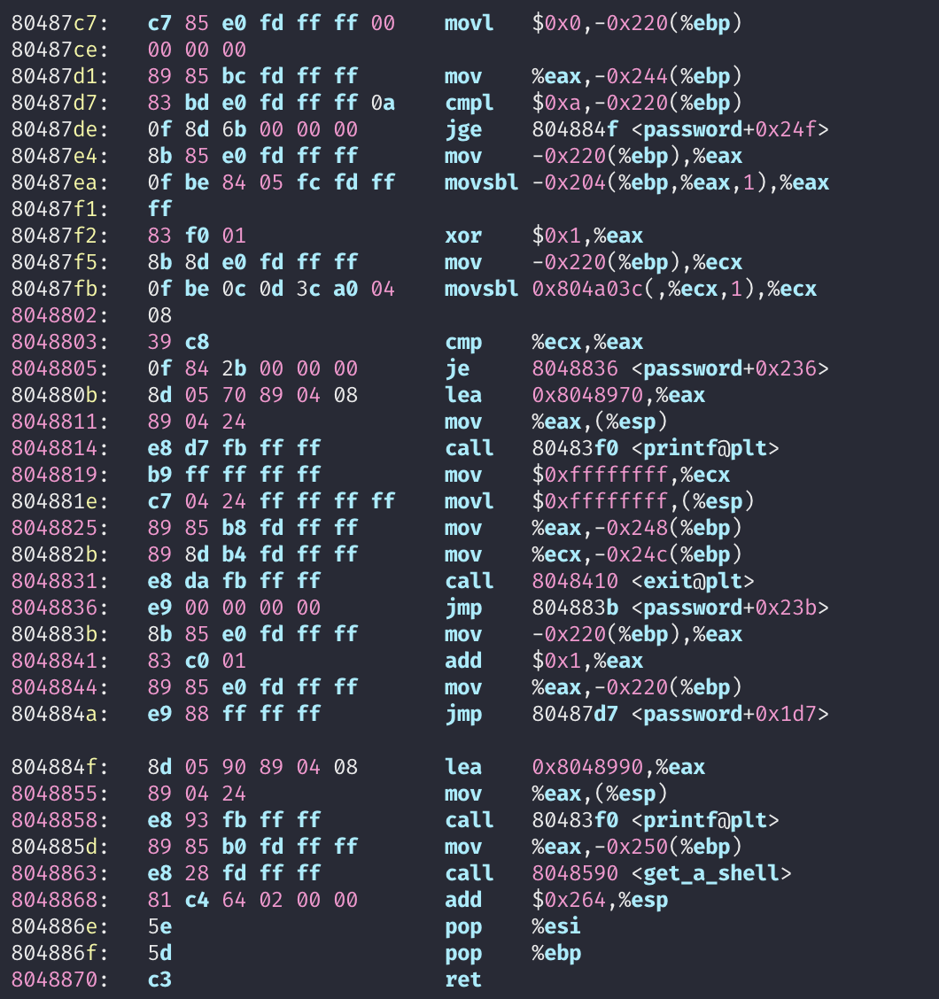 80487c7: c7 85 e0 fd ff ff 00 movl $0x0,-0x220(%ebp)
80487ce: 00 00 00
80487d1: 89 85 bc fd ff ff mov %eax,-0x244(%ebp)
80487d7: 83 bd e0 fd ff ff 0a cmpl $0xa,-0x220(%ebp)
80487de: 0f 8d 6b 00 00 00 jge 804884f <password+0x24f>
80487e4: 8b 85 e0 fd ff ff mov -0x220(%ebp),%eax
80487ea: 0f be 84 05 fc fd ff movsbl -0x204(%ebp,%eax,1),%eax
80487f1: ff
80487f2: 83 f0 01 xor $0x1,%eax
80487f5: 8b 8d e0 fd ff ff mov -0x220(%ebp),%ecx
80487fb: 0f be 0c 0d 3c a0 04 movsbl 0x804a03c(,%ecx,1),%ecx
8048802: 08
8048803: 39 c8 cmp %ecx,%eax
8048805: 0f 84 2b 00 00 00 je 8048836 <password+0x236>
804880b: 8d 05 70 89 04 08 lea 0x8048970,%eax
8048811: 89 04 24 mov %eax,(%esp)
8048814: e8 d7 fb ff ff call 80483f0 <printf@plt>
8048819: b9 ff ff ff ff mov $0xffffffff,%ecx
804881e: c7 04 24 ff ff ff ff movl $0xffffffff,(%esp)
8048825: 89 85 b8 fd ff ff mov %eax,-0x248(%ebp)
804882b: 89 8d b4 fd ff ff mov %ecx,-0x24c(%ebp)
8048831: e8 da fb ff ff call 8048410 <exit@plt>
8048836: e9 00 00 00 00 jmp 804883b <password+0x23b>
804883b: 8b 85 e0 fd ff ff mov -0x220(%ebp),%eax
8048841: 83 c0 01 add $0x1,%eax
8048844: 89 85 e0 fd ff ff mov %eax,-0x220(%ebp)
804884a: e9 88 ff ff ff jmp 80487d7 <password+0x1d7>
804884f: 8d 05 90 89 04 08 lea 0x8048990,%eax
8048855: 89 04 24 mov %eax,(%esp)
8048858: e8 93 fb ff ff call 80483f0 <printf@plt>
804885d: 89 85 b0 fd ff ff mov %eax,-0x250(%ebp)
8048863: e8 28 fd ff ff call 8048590 <get_a_shell>
8048868: 81 c4 64 02 00 00 add $0x264,%esp
804886e: 5e pop %esi
804886f: 5d pop %ebp
8048870: c3 ret